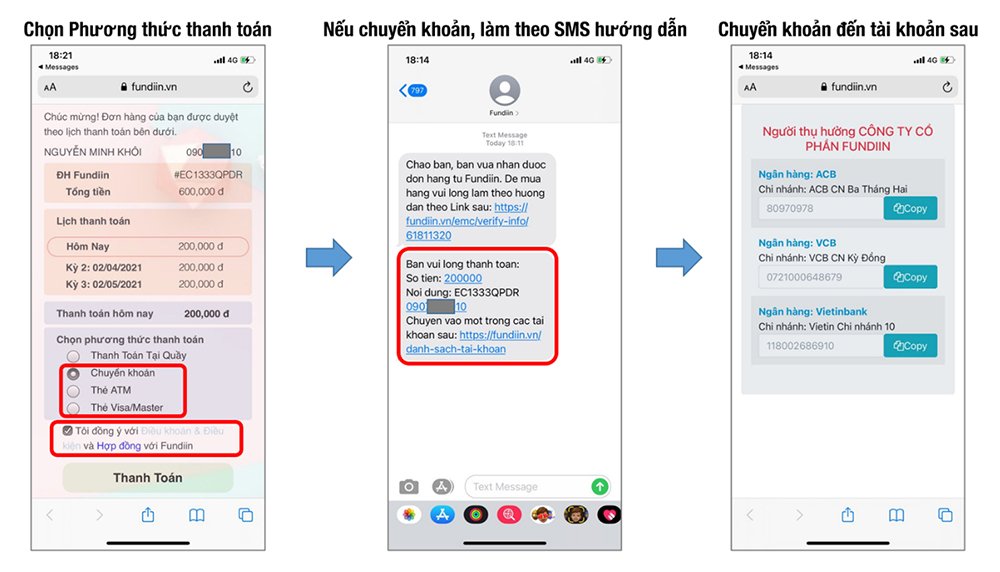 Chọn Phương thức thanh toán
18:21
4G
Messages
AA
fundiin.vn
Chúc mừng! Đơn hàng của bạn được duyệt
theo lịch thanh toán bên dưới.
NGUYỄN MINH KHÔI 090 10
ĐH Fundiin #EC1333QPDR
Tổng tiền 600,000 đ
Lịch thanh toán
Hôm Nay 200,000 đ
Kỳ 2: 02/04/2021 200,000 đ
Kỳ 3: 02/05/2021 200,000 đ
Thanh toán hôm nay 200,000 đ
Chọn phương thức thanh toán
Thanh Toán Tại Quầy
Chuyển khoản
Thẻ ATM
Thẻ Visa/Master
Tôi đồng ý với Điều khoản & Điều
kiện và Hợp đồng với Fundiin
Thanh Toán
Nếu chuyển khoản, làm theo SMS hướng dẫn
18:14
4G
797
Fundiin
Text Message
Today 18:11
Chao ban, ban vua nhan duoc
don hang tu Fundiin. De mua
hang vui long lam theo huong
dan theo Link sau: https://
fundiin.vn/emc/verify-info/
61811320
Ban vui long thanh toan:
So tien: 200000
Noi dung: EC1333QPDR
090 10
Chuyen vao mot trong cac tai
khoan sau: https://fundiin.vn/
danh-sach-tai-khoan
Text Message
Chuyển khoản đến tài khoản sau
18:14
4G
Messages
AA
fundiin.vn
Người thụ hưởng CÔNG TY CỔ
PHẦN FUNDIIN
Ngân hàng: ACB
Chi nhánh: ACB CN Ba Tháng Hai
80970978 Copy
Ngân hàng: VCB
Chi nhánh: VCB CN Kỳ Đồng
0721000648679 Copy
Ngân hàng: Vietinbank
Chi nhánh: Vietin Chi nhánh 10
118002686910 Copy